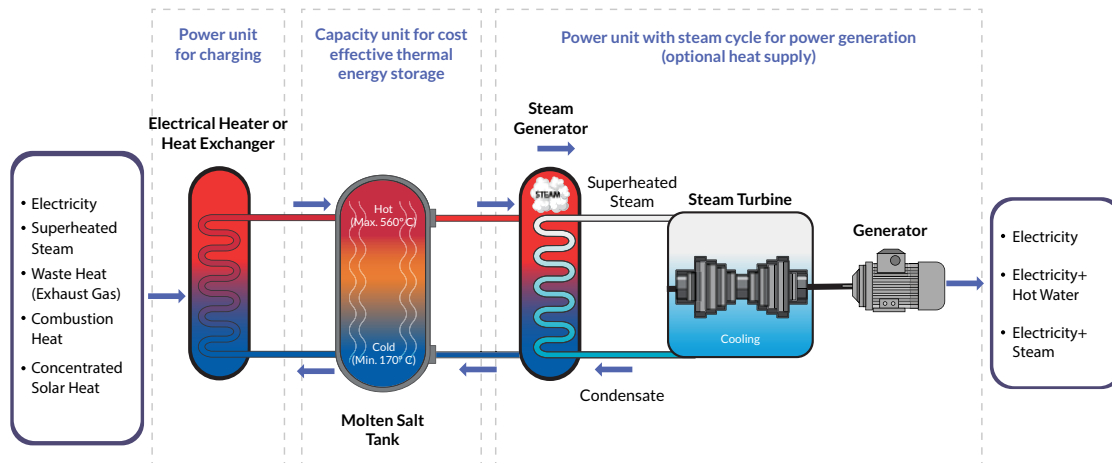 Power unit
for charging
Capacity unit for cost
effective thermal
energy storage
Power unit with steam cycle for power generation
(optional heat supply)
Electrical Heater or
Heat Exchanger
Steam
Generator
• Electricity
• Superheated
Steam
• Waste Heat
(Exhaust Gas)
• Combustion
Heat
• Concentrated
Solar Heat
Hot
(Max. 560° C)
Cold
(Min. 170° C)
Molten Salt
Tank
STEAM
Superheated
Steam
Condensate
Steam Turbine
Cooling
Generator
• Electricity
• Electricity+
Hot Water
• Electricity+
Steam